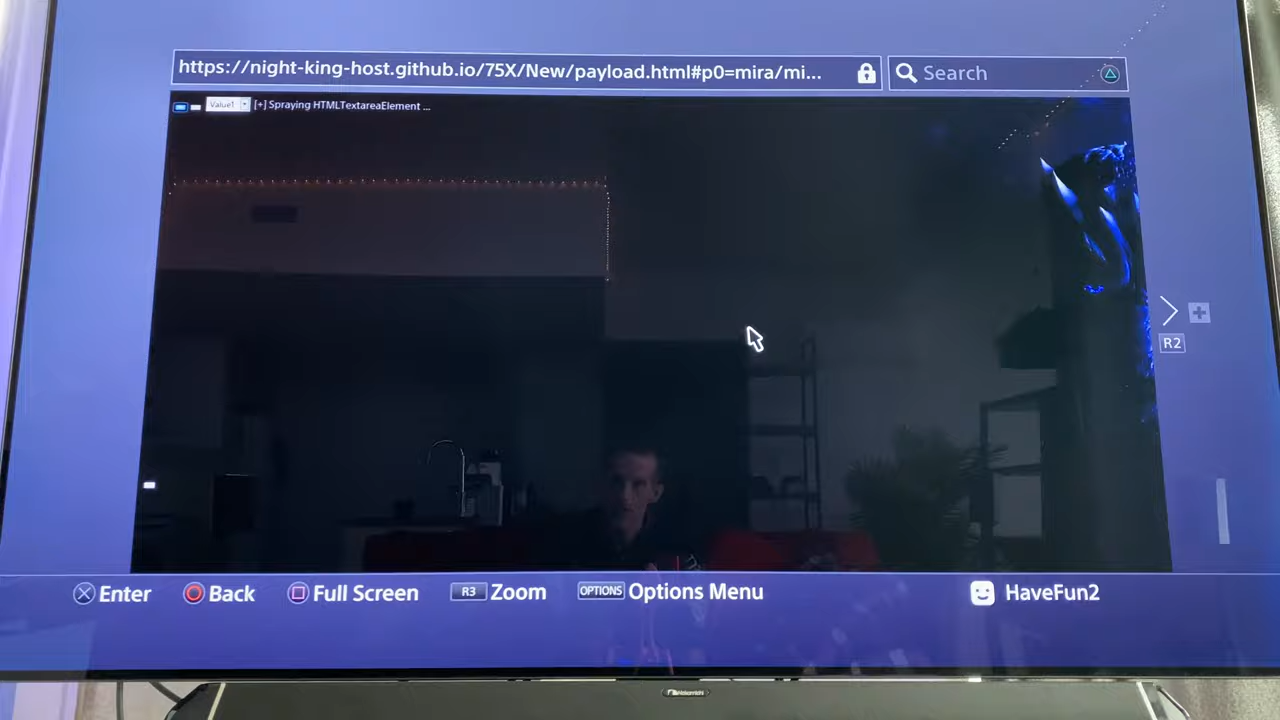 https://night-king-host.github.io/75X/New/payload.html#p0=mira/mi...
Search
Value1 [+] Spraying HTMLTextareaElement ...
R2
Enter
Back
Full Screen
R3 Zoom
OPTIONS Options Menu
HaveFun2
Nakamichi